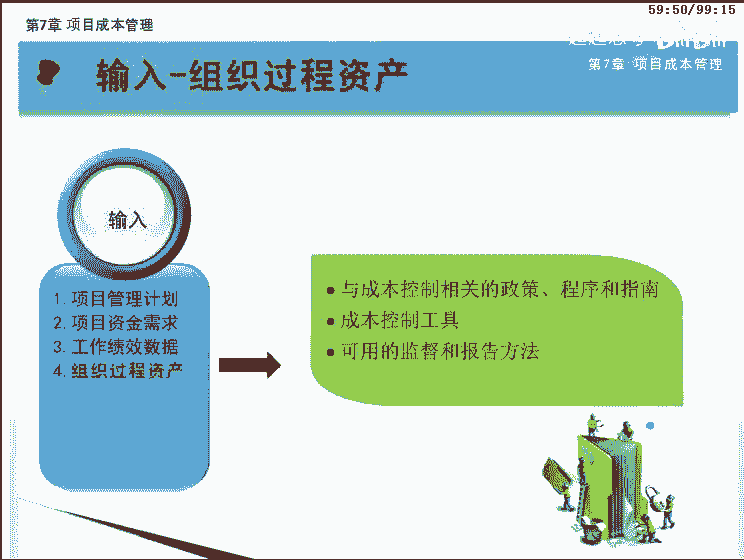 59:50/99:15
第7章 项目成本管理
输入-组织过程资产
第7章 项目成本管理
输入
1. 项目管理计划
2. 项目资金需求
3. 工作绩效数据
4. 组织过程资产
● 与成本控制相关的政策、程序和指南
● 成本控制工具
● 可用的监督和报告方法